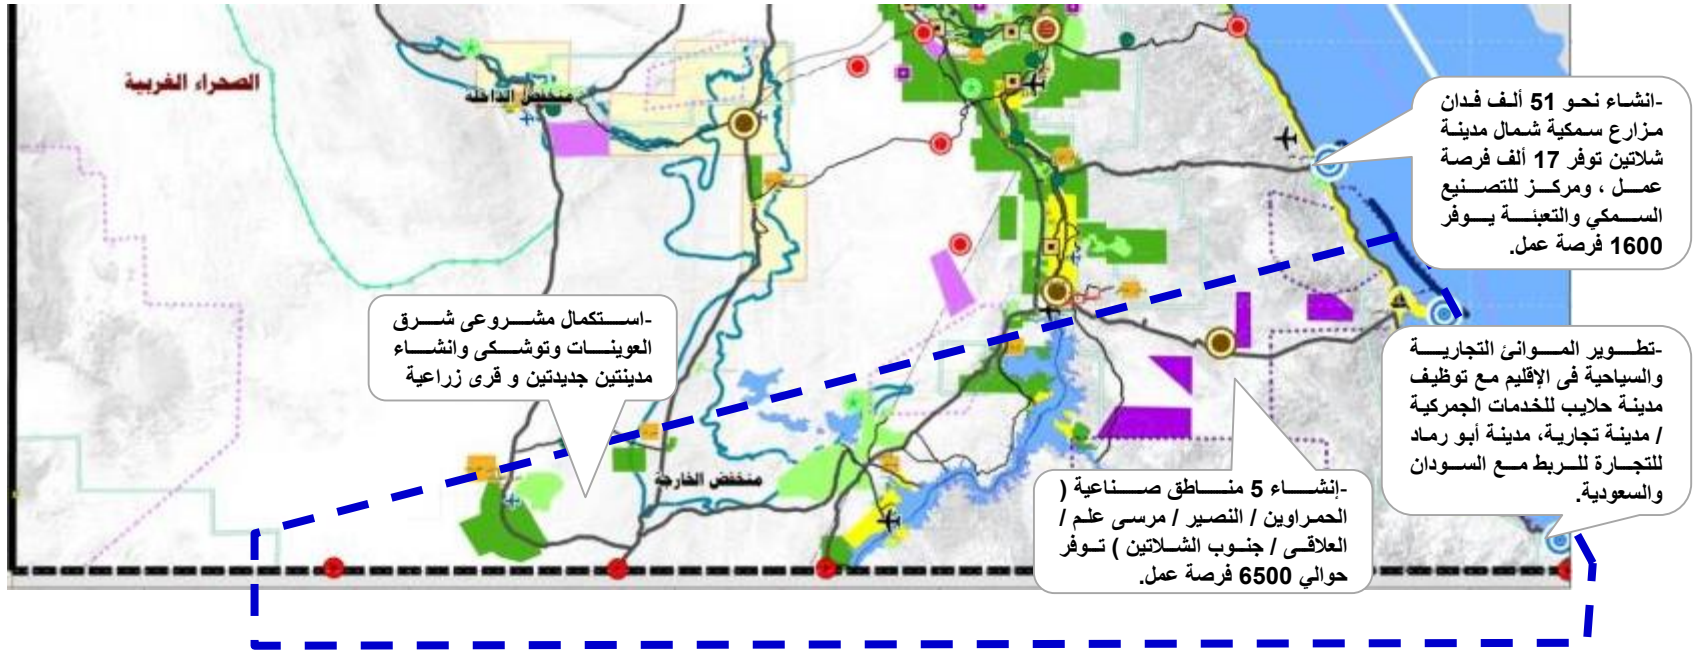 الصحراء الغربية
منخفض الداخله
-انشاء نحو 51 ألف فدان
مزارع سمكية شمال مدينة
شلاتين توفر 17 ألف فرصة
عمل ، ومركز للتصنيع
السمكي والتعبئة يوفر
1600 فرصة عمل.
-استكمال مشروعى شرق
العوينات وتوشكى وانشاء
مدينتين جديدتين و قرى زراعية
-تطوير الموانئ التجارية
والسياحية فى الإقليم مع توظيف
مدينة حلايب للخدمات الجمركية
/ مدينة تجارية، مدينة أبو رماد
للتجارة للربط مع السودان
والسعودية.
منخفض الخارجة
-إنشاء 5 مناطق صناعية (
الحمراوين / النصير / مرسى علم /
العلاقى / جنوب الشلاتين ) توفر
حوالي 6500 فرصة عمل.